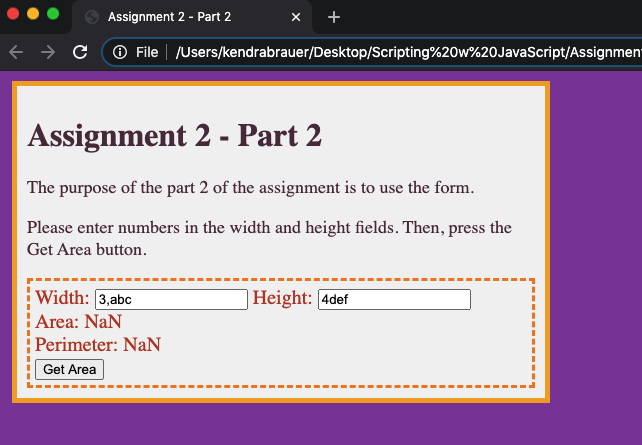 Assignment 2 - Part 2
File /Users/kendrabrauer/Desktop/Scripting%20w%20JavaScript/Assignmen
Assignment 2 - Part 2
The purpose of the part 2 of the assignment is to use the form.
Please enter numbers in the width and height fields. Then, press the
Get Area button.
Width: 3,abc Height: 4def
Area: NaN
Perimeter: NaN
Get Area